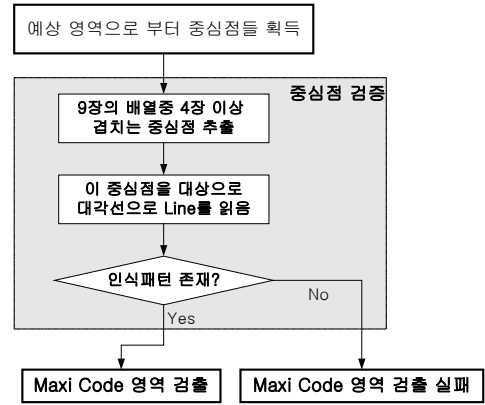 예상 영역으로 부터 중심점들 획득
중심점 검증
9장의 배열중 4장 이상
겹치는 중심점 추출
이 중심점을 대상으로
대각선으로 Line를 읽음
인식패턴 존재?
No
Yes
Maxi Code 영역 검출
Maxi Code 영역 검출 실패